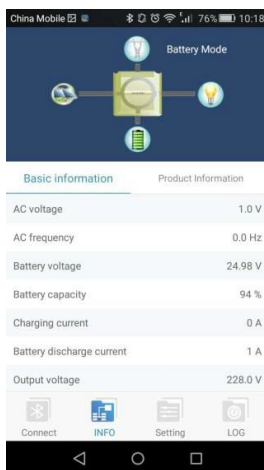 China Mobile 76% 10:18
Battery Mode
Basic information Product Information
AC voltage 1.0 V
AC frequency 0.0 Hz
Battery voltage 24.98 V
Battery capacity 94 %
Charging current 0 A
Battery discharge current 1 A
Output voltage 228.0 V
Connect INFO Setting LOG